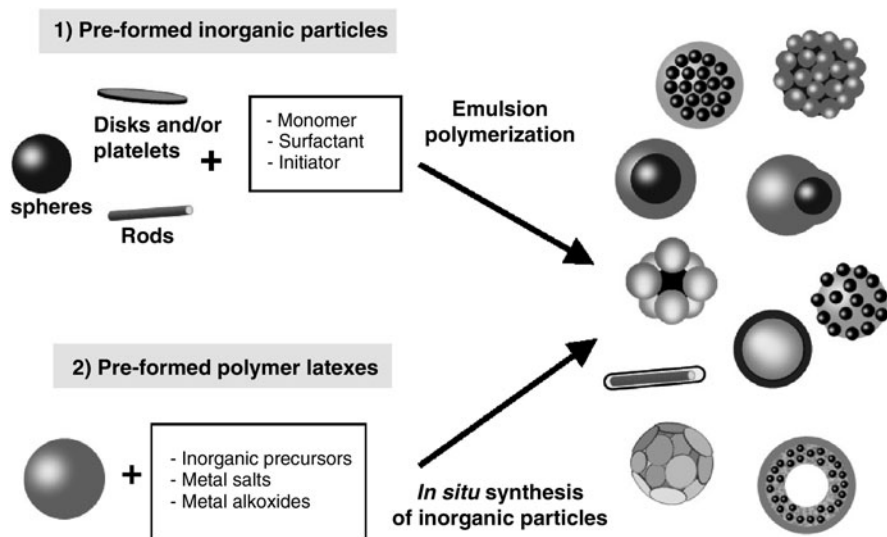 1) Pre-formed inorganic particles
Disks and/or
platelets
spheres
Rods
+
- Monomer
- Surfactant
- Initiator
Emulsion
polymerization
2) Pre-formed polymer latexes
+
- Inorganic precursors
- Metal salts
- Metal alkoxides
In situ synthesis
of inorganic particles